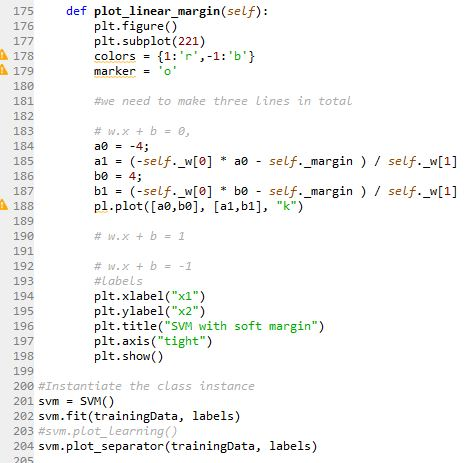 175 def plot_linear_margin(self):
176 plt.figure()
177 plt.subplot(221)
178 colors = {1:'r',-1:'b'}
179 marker = 'o'
180
181 #we need to make three lines in total
182
183 # w.x + b = 0,
184 a0 = -4;
185 a1 = (-self._w[0] * a0 - self._margin ) / self._w[1]
186 b0 = 4;
187 b1 = (-self._w[0] * b0 - self._margin ) / self._w[1]
188 pl.plot([a0,b0], [a1,b1], "k")
189
190 # w.x + b = 1
191
192 # w.x + b = -1
193 #labels
194 plt.xlabel("x1")
195 plt.ylabel("x2")
196 plt.title("SVM with soft margin")
197 plt.axis("tight")
198 plt.show()
199
200 #Instantiate the class instance
201 svm = SVM()
202 svm.fit(trainingData, labels)
203 #svm.plot_learning()
204 svm.plot_separator(trainingData, labels)
205